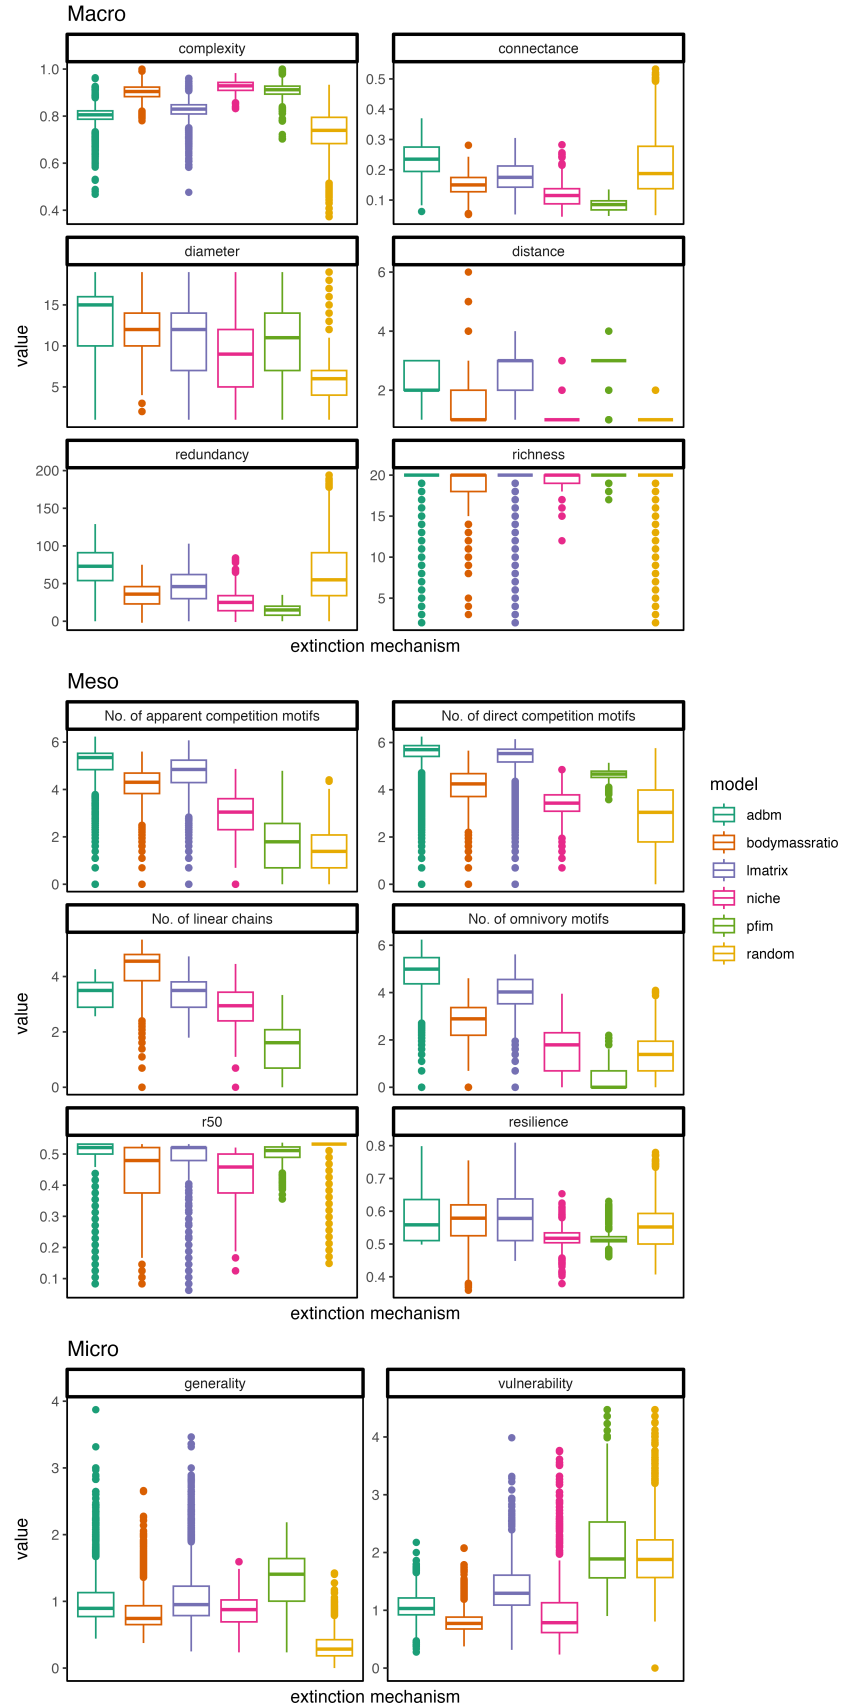 Macro
complexity
connectance
1.0
0.8
0.6
0.4
0.5
0.4
0.3
0.2
0.1
diameter
distance
value
15
10
5
6
4
2
redundancy
richness
200
150
100
50
0
20
15
10
5
extinction mechanism
Meso
No. of apparent competition motifs
No. of direct competition motifs
6
4
2
0
6
4
2
0
No. of linear chains
No. of omnivory motifs
value
4
2
0
6
4
2
0
r50
resilience
0.5
0.4
0.3
0.2
0.1
0.8
0.7
0.6
0.5
0.4
extinction mechanism
model
adbm
bodymassratio
lmatrix
niche
pfim
random
Micro
generality
vulnerability
value
4
3
2
1
0
4
3
2
1
0
extinction mechanism